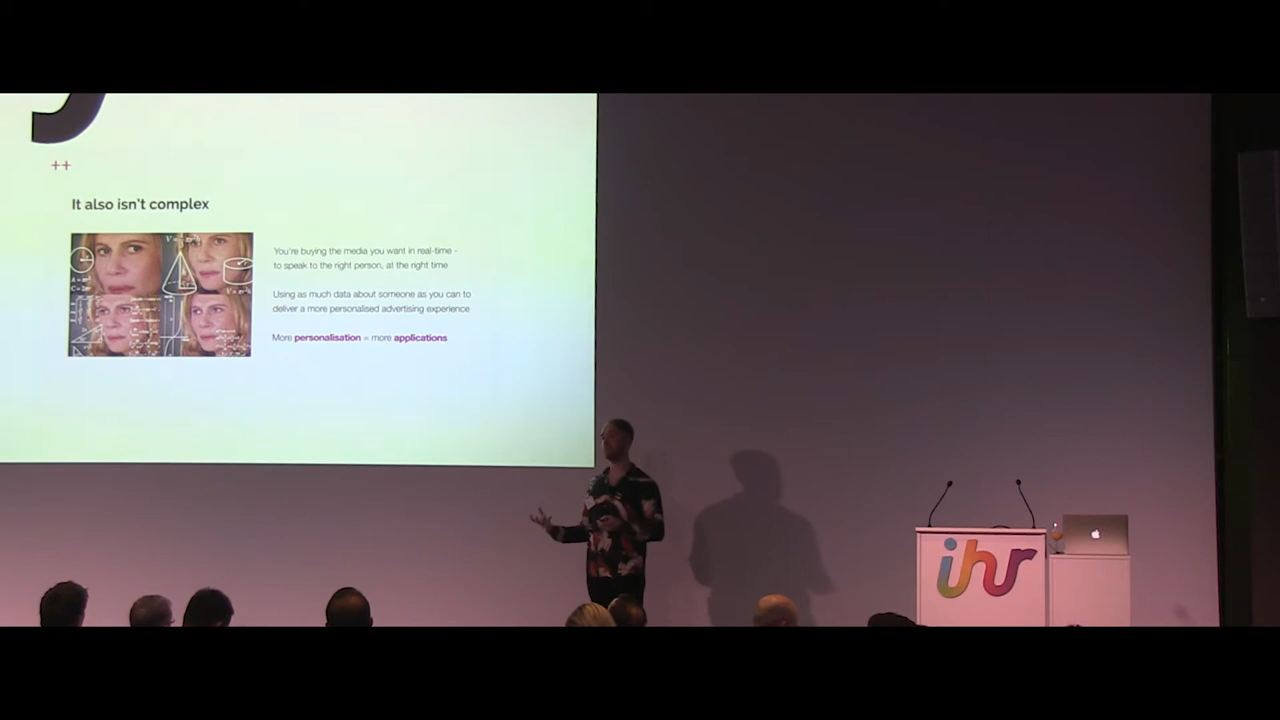 ++
It also isn't complex
You're buying the media you want in real-time -
to speak to the right person, at the right time
Using as much data about someone as you can to
deliver a more personalised advertising experience
More personalisation = more applications
ihr